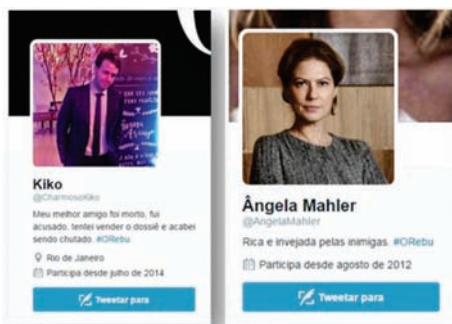 Kiko
@CharmosoKiko
Meu melhor amigo foi morto, fui
acusado, tentei vender o dossiê e acabei
sendo chutado. #ORebu
Rio de Janeiro
Participa desde julho de 2014
Tweetar para
Ângela Mahler
@AngelaMahler
Rica e invejada pelas inimigas. #ORebu
Participa desde agosto de 2012
Tweetar para